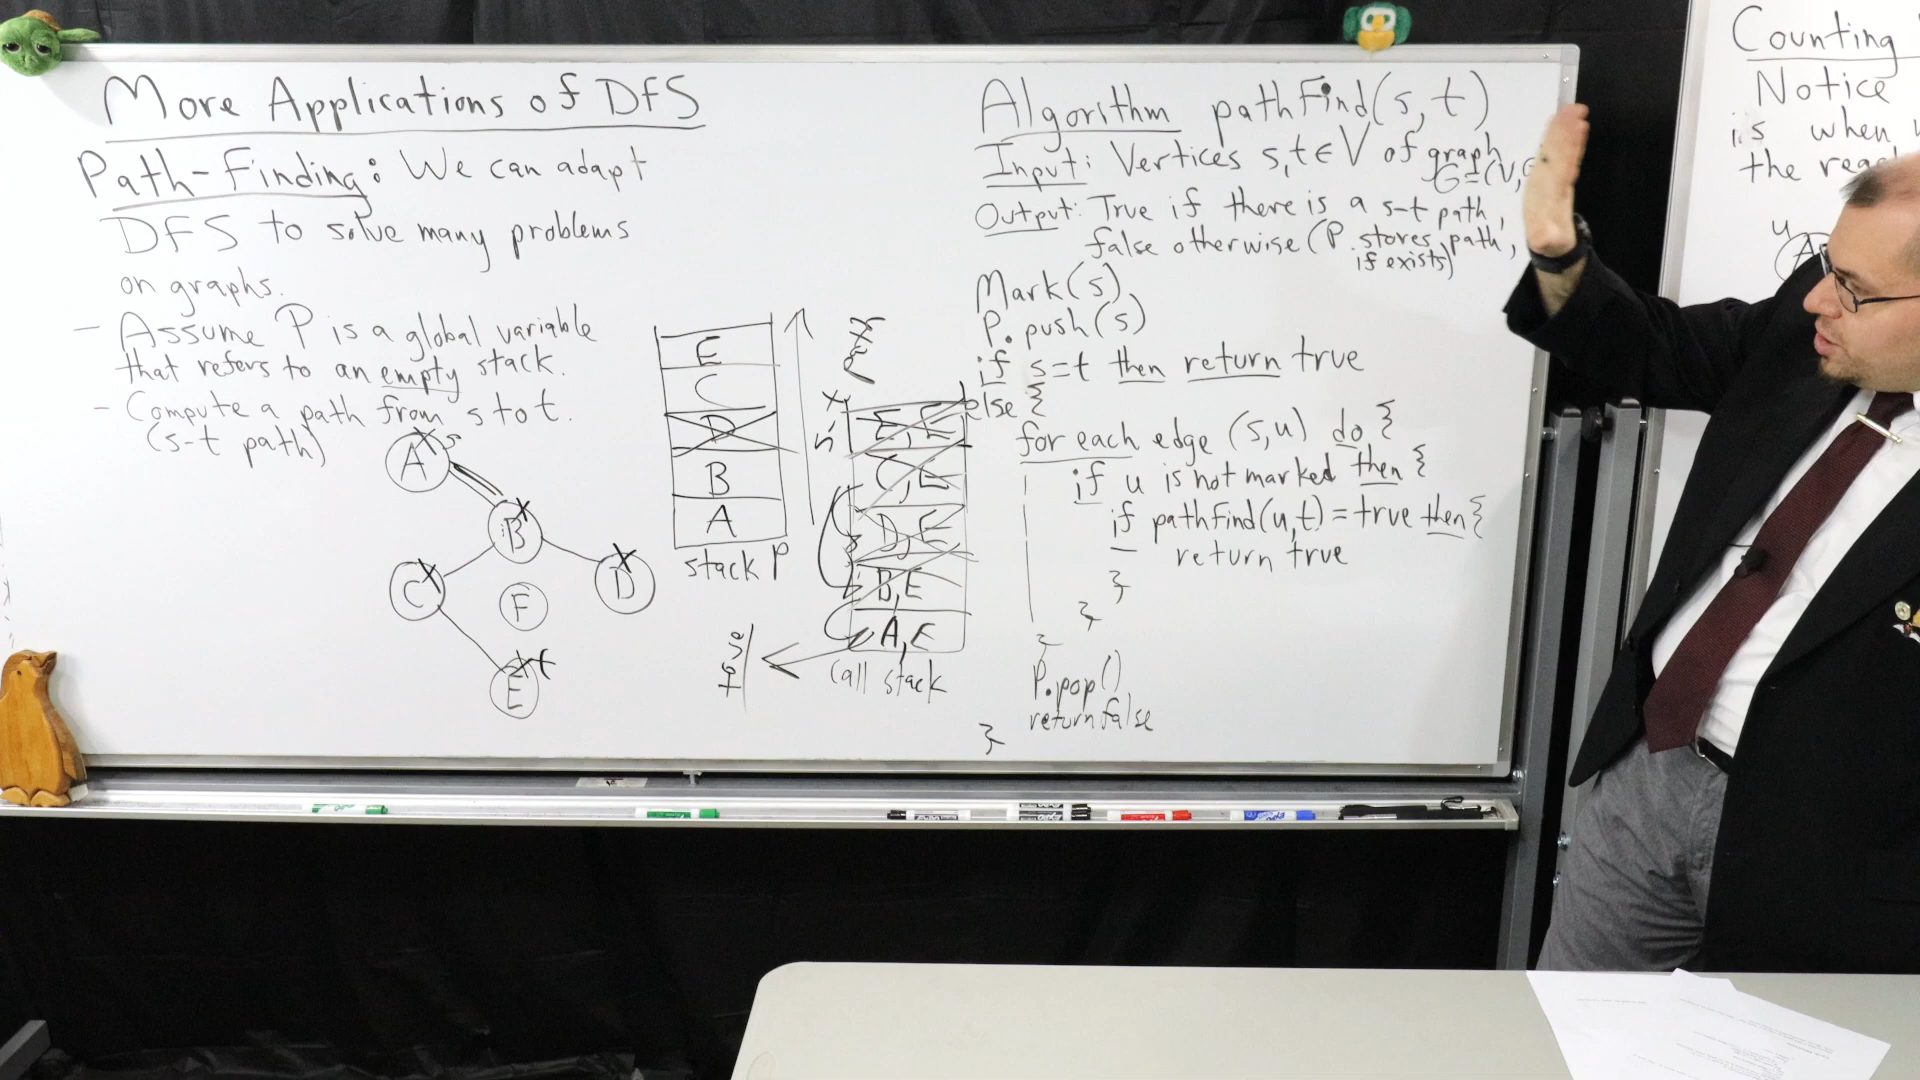 More Applications of DFS
Path-Finding: We can adapt
DFS to solve many problems
on graphs.
- Assume P is a global variable
that refers to an empty stack.
- Compute a path from s to t.
(s-t path)
A
s
B
C
D
F
E
t
E
C
D
B
A
stack P
s-t
path
E, E
C, E
D, E
B, E
A, E
call stack
true
Algorithm pathFind(s, t)
Input: Vertices s, t ∈ V of graph
G=(V,
Output: True if there is a s-t path,
false otherwise (P stores path,
if exists)
Mark(s)
P.push(s)
if s=t then return true
else {
for each edge (s,u) do {
if u is not marked then {
if pathFind(u,t) = true then {
return true
}
}
}
P.pop()
return false
}
Counting
Notice
is when
the
u
A